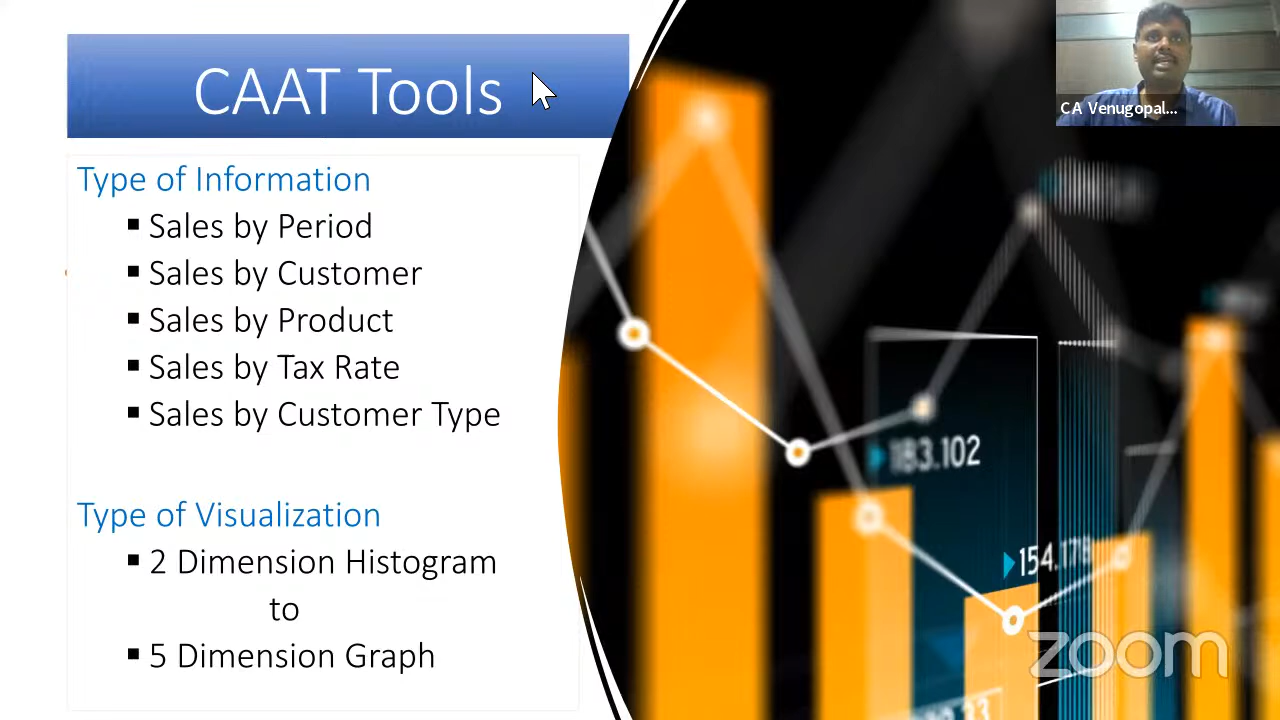 CAAT Tools
CA Venugopal...
Type of Information
▪ Sales by Period
▪ Sales by Customer
▪ Sales by Product
▪ Sales by Tax Rate
▪ Sales by Customer Type
Type of Visualization
▪ 2 Dimension Histogram
to
▪ 5 Dimension Graph
183.102
154.178
zoom